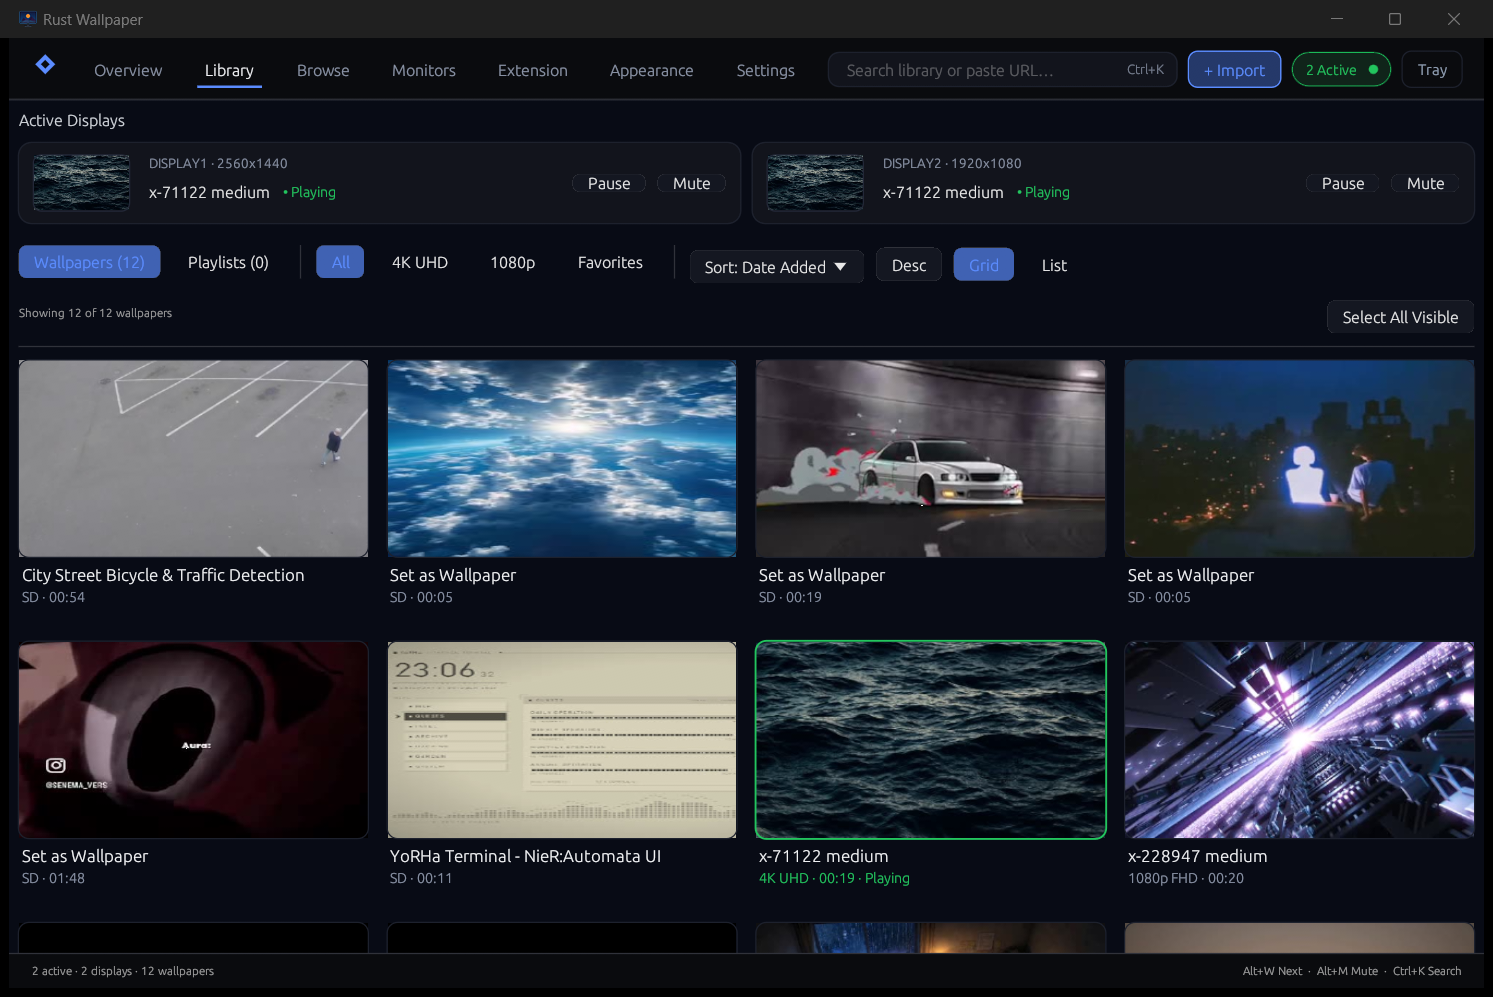 Rust Wallpaper
Overview Library Browse Monitors Extension Appearance Settings Search library or paste URL... Ctrl+K + Import 2 Active Tray
Active Displays
DISPLAY1 · 2560x1440
x-71122 medium • Playing Pause Mute
DISPLAY2 · 1920x1080
x-71122 medium • Playing Pause Mute
Wallpapers (12) Playlists (0) All 4K UHD 1080p Favorites Sort: Date Added Desc Grid List
Showing 12 of 12 wallpapers Select All Visible
City Street Bicycle & Traffic Detection
SD · 00:54
Set as Wallpaper
SD · 00:05
Set as Wallpaper
SD · 00:19
Set as Wallpaper
SD · 00:05
Aura:
@SENEMA_VERS
Set as Wallpaper
SD · 01:48
23:06 32
YoRHa Terminal - NieR:Automata UI
SD · 00:11
x-71122 medium
4K UHD · 00:19 · Playing
x-228947 medium
1080p FHD · 00:20
2 active · 2 displays · 12 wallpapers Alt+W Next · Alt+M Mute · Ctrl+K Search